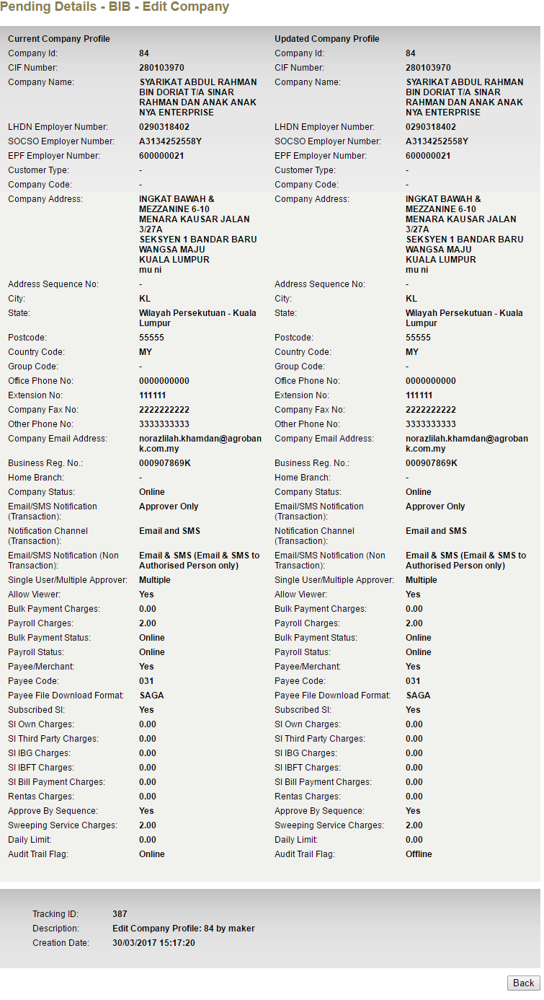 Pending Details - BIB - Edit Company
Current Company Profile Updated Company Profile
Company Id: 84 Company Id: 84
CIF Number: 280103970 CIF Number: 280103970
Company Name: SYARIKAT ABDUL RAHMAN Company Name: SYARIKAT ABDUL RAHMAN
BIN DORIAT T/A SINAR BIN DORIAT T/A SINAR
RAHMAN DAN ANAK ANAK RAHMAN DAN ANAK ANAK
NYA ENTERPRISE NYA ENTERPRISE
LHDN Employer Number: 0290318402 LHDN Employer Number: 0290318402
SOCSO Employer Number: A3134252558Y SOCSO Employer Number: A3134252558Y
EPF Employer Number: 600000021 EPF Employer Number: 600000021
Customer Type: - Customer Type: -
Company Code: - Company Code: -
Company Address: INGKAT BAWAH & Company Address: INGKAT BAWAH &
MEZZANINE 6-10 MEZZANINE 6-10
MENARA KAUSAR JALAN MENARA KAUSAR JALAN
3/27A 3/27A
SEKSYEN 1 BANDAR BARU SEKSYEN 1 BANDAR BARU
WANGSA MAJU WANGSA MAJU
KUALA LUMPUR KUALA LUMPUR
mu ni mu ni
Address Sequence No: - Address Sequence No: -
City: KL City: KL
State: Wilayah Persekutuan - Kuala State: Wilayah Persekutuan - Kuala
Lumpur Lumpur
Postcode: 55555 Postcode: 55555
Country Code: MY Country Code: MY
Group Code: - Group Code: -
Office Phone No: 0000000000 Office Phone No: 0000000000
Extension No: 111111 Extension No: 111111
Company Fax No: 2222222222 Company Fax No: 2222222222
Other Phone No: 3333333333 Other Phone No: 3333333333
Company Email Address: norazlilah.khamdan@agroban Company Email Address: norazlilah.khamdan@agroban
k.com.my k.com.my
Business Reg. No.: 000907869K Business Reg. No.: 000907869K
Home Branch: - Home Branch: -
Company Status: Online Company Status: Online
Email/SMS Notification Approver Only Email/SMS Notification Approver Only
(Transaction): (Transaction):
Notification Channel Email and SMS Notification Channel Email and SMS
(Transaction): (Transaction):
Email/SMS Notification (Non Email & SMS (Email & SMS to Email/SMS Notification (Non Email & SMS (Email & SMS to
Transaction): Authorised Person only) Transaction): Authorised Person only)
Single User/Multiple Approver: Multiple Single User/Multiple Approver: Multiple
Allow Viewer: Yes Allow Viewer: Yes
Bulk Payment Charges: 0.00 Bulk Payment Charges: 0.00
Payroll Charges: 2.00 Payroll Charges: 2.00
Bulk Payment Status: Online Bulk Payment Status: Online
Payroll Status: Online Payroll Status: Online
Payee/Merchant: Yes Payee/Merchant: Yes
Payee Code: 031 Payee Code: 031
Payee File Download Format: SAGA Payee File Download Format: SAGA
Subscribed SI: Yes Subscribed SI: Yes
SI Own Charges: 0.00 SI Own Charges: 0.00
SI Third Party Charges: 0.00 SI Third Party Charges: 0.00
SI IBG Charges: 0.00 SI IBG Charges: 0.00
SI IBFT Charges: 0.00 SI IBFT Charges: 0.00
SI Bill Payment Charges: 0.00 SI Bill Payment Charges: 0.00
Rentas Charges: 0.00 Rentas Charges: 0.00
Approve By Sequence: Yes Approve By Sequence: Yes
Sweeping Service Charges: 2.00 Sweeping Service Charges: 2.00
Daily Limit: 0.00 Daily Limit: 0.00
Audit Trail Flag: Online Audit Trail Flag: Offline
Tracking ID: 387
Description: Edit Company Profile: 84 by maker
Creation Date: 30/03/2017 15:17:20
Back